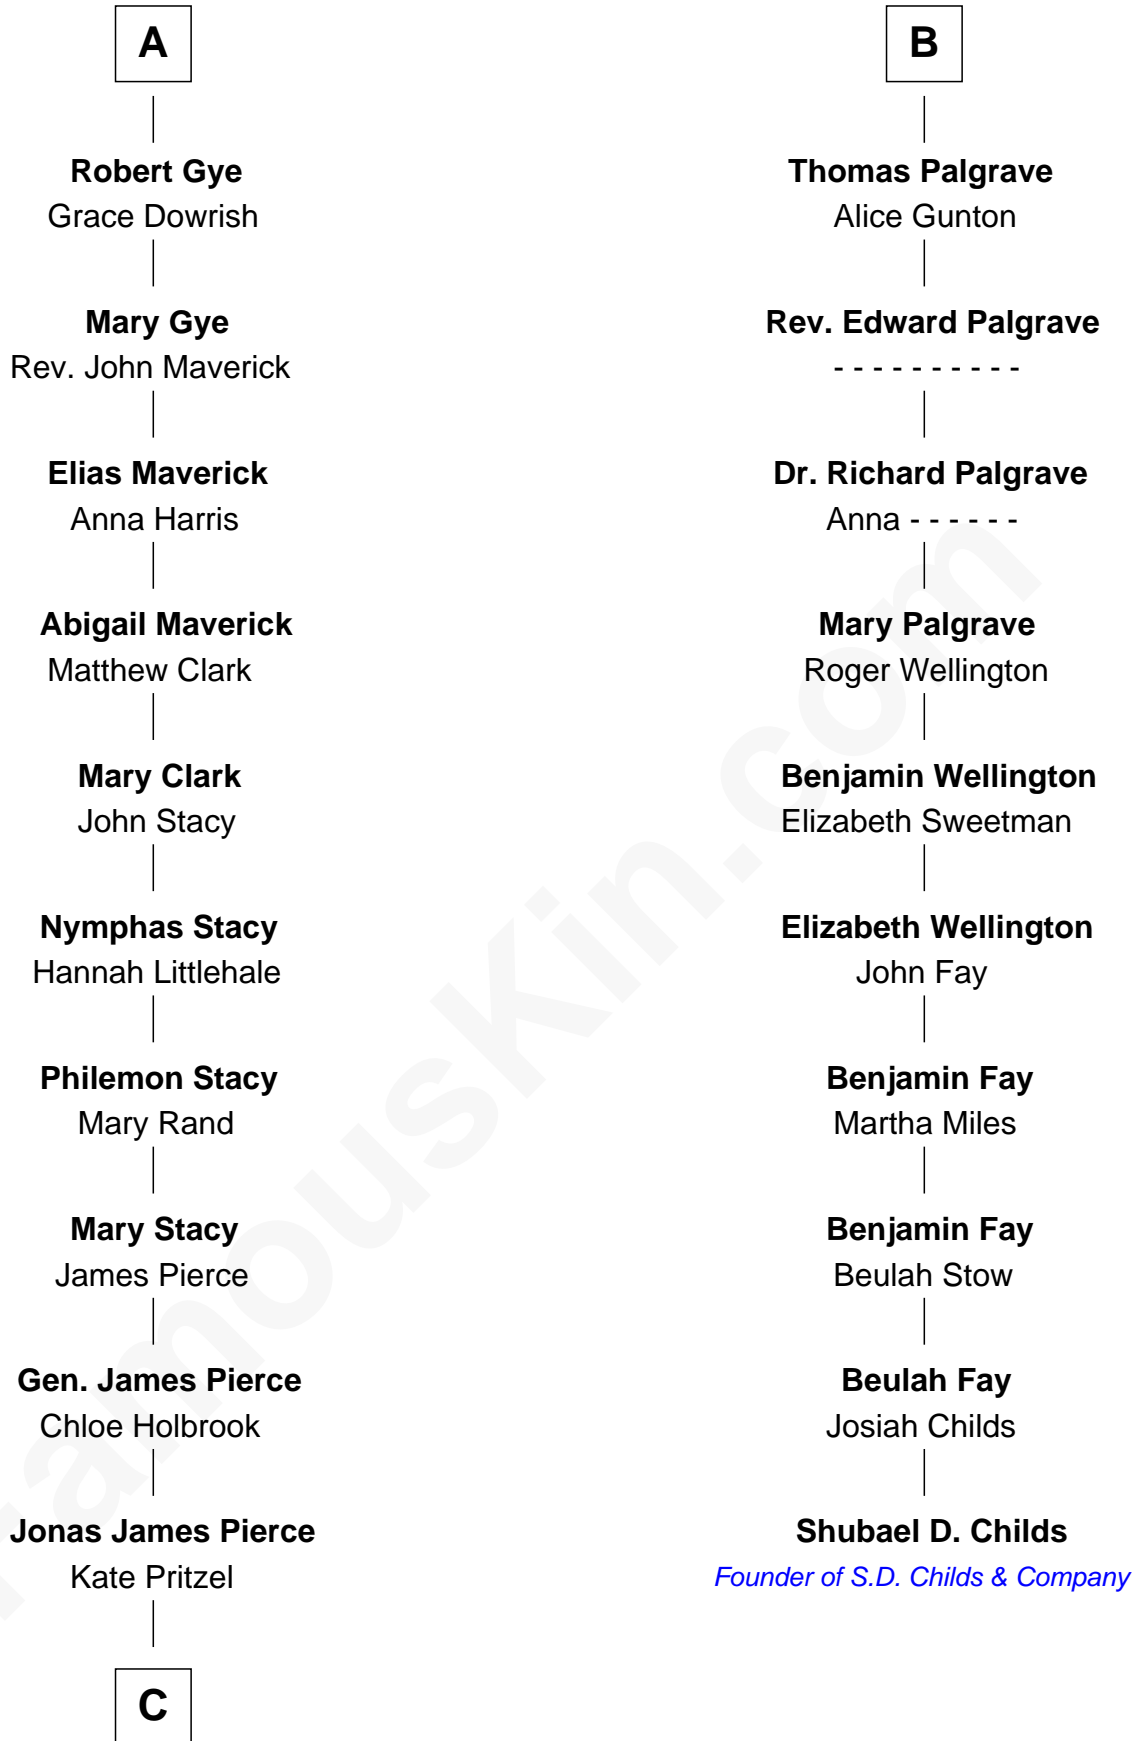 A
Robert Gye
Grace Dowrish
Mary Gye
Rev. John Maverick
Elias Maverick
Anna Harris
Abigail Maverick
Matthew Clark
Mary Clark
John Stacy
Nymphas Stacy
Hannah Littlehale
Philemon Stacy
Mary Rand
Mary Stacy
James Pierce
Gen. James Pierce
Chloe Holbrook
Jonas James Pierce
Kate Pritzel
C
B
Thomas Palgrave
Alice Gunton
Rev. Edward Palgrave
- - - - - - - - - -
Dr. Richard Palgrave
Anna - - - - - -
Mary Palgrave
Roger Wellington
Benjamin Wellington
Elizabeth Sweetman
Elizabeth Wellington
John Fay
Benjamin Fay
Martha Miles
Benjamin Fay
Beulah Stow
Beulah Fay
Josiah Childs
Shubael D. Childs
Founder of S.D. Childs & Company
FamousKin.com